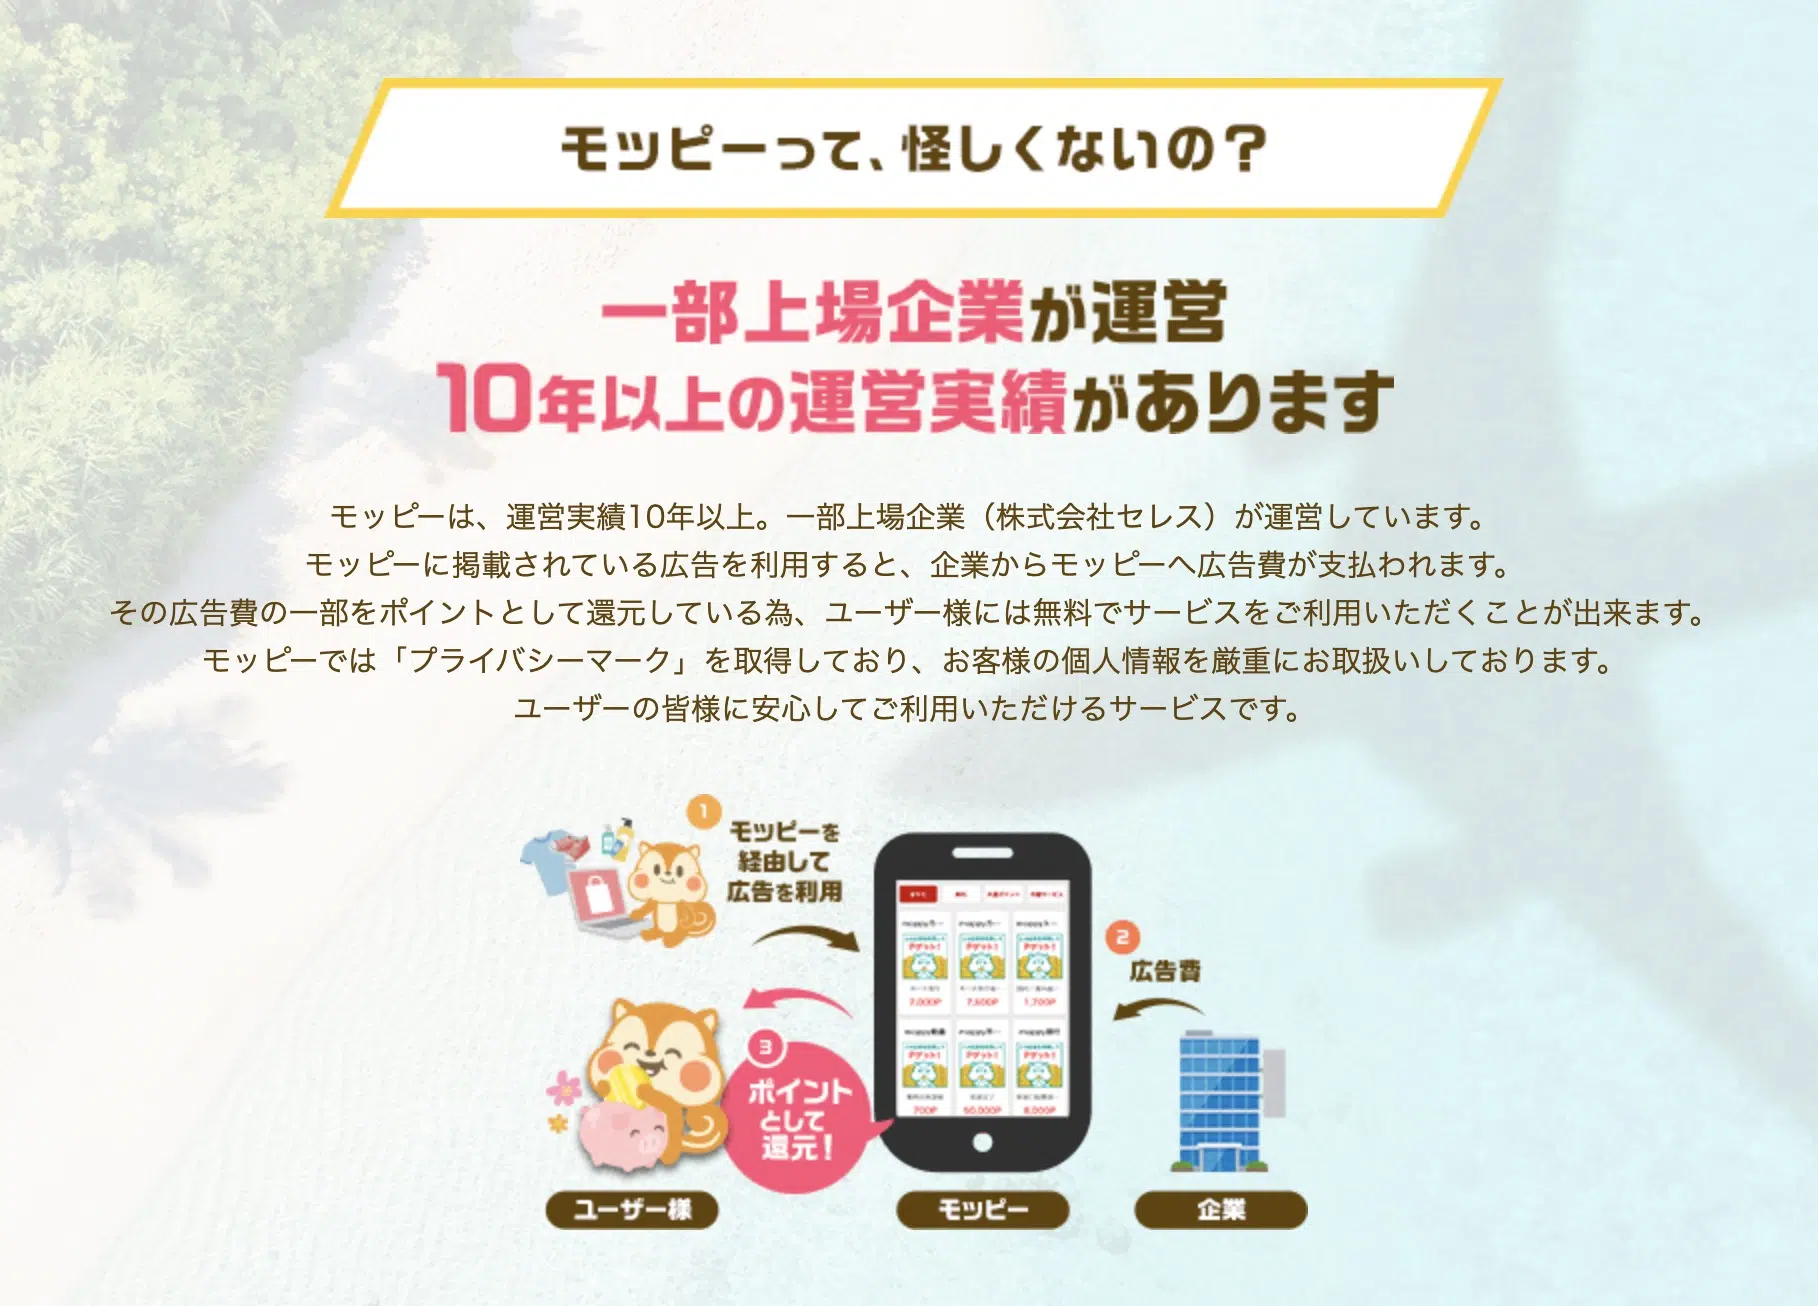 モッピーって、怪しくないの？
一部上場企業が運営
10年以上の運営実績があります
モッピーは、運営実績10年以上。一部上場企業（株式会社セレス）が運営しています。
モッピーに掲載されている広告を利用すると、企業からモッピーへ広告費が支払われます。
その広告費の一部をポイントとして還元している為、ユーザー様には無料でサービスをご利用いただくことが出来ます。
モッピーでは「プライバシーマーク」を取得しており、お客様の個人情報を厳重にお取扱いしております。
ユーザーの皆様に安心してご利用いただけるサービスです。
1
モッピーを
経由して
広告を利用
2
広告費
3
ポイント
として
還元！
7,000P 7,500P 1,700P
700P 50,000P 8,000P
ユーザー様
モッピー
企業